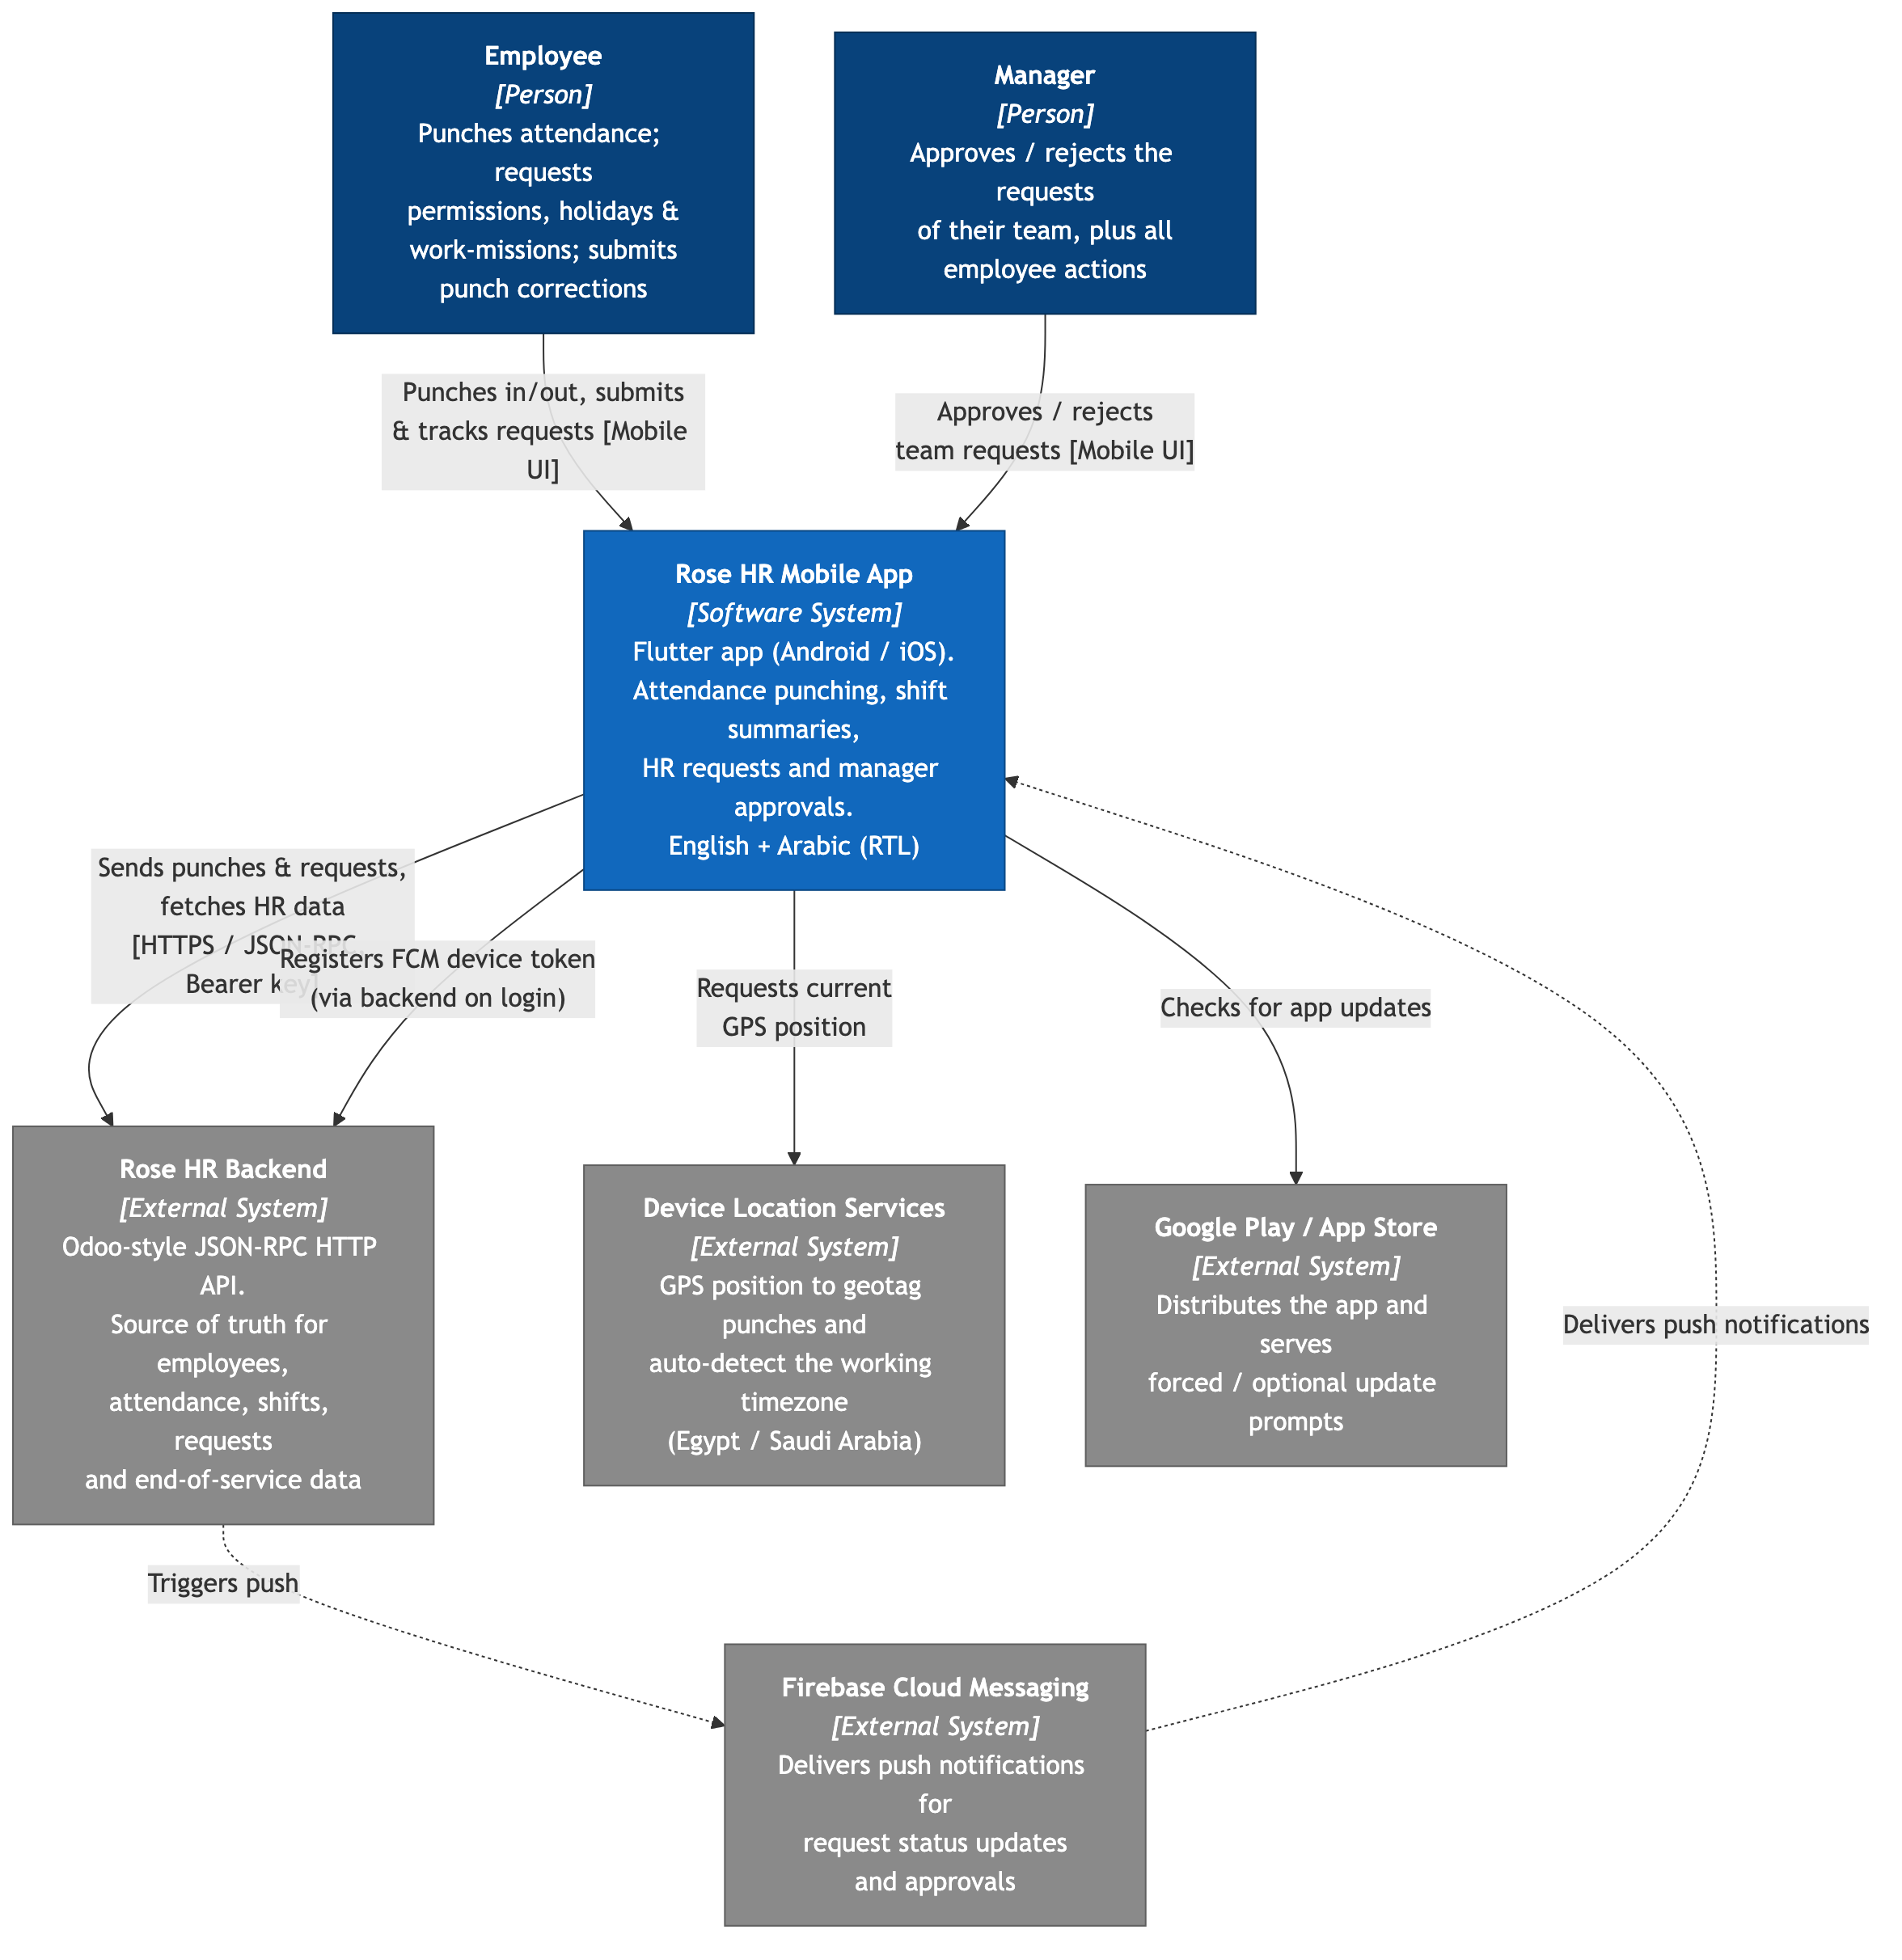 Employee
[Person]
Punches attendance;
requests
permissions, holidays &
work-missions; submits
punch corrections
Manager
[Person]
Approves / rejects the
requests
of their team, plus all
employee actions
Punches in/out, submits
& tracks requests [Mobile
UI]
Approves / rejects
team requests [Mobile UI]
Rose HR Mobile App
[Software System]
Flutter app (Android / iOS).
Attendance punching, shift
summaries,
HR requests and manager
approvals.
English + Arabic (RTL)
Sends punches & requests,
fetches HR data
[HTTPS / JSON-RPC,
Bearer key]
Registers FCM device token
(via backend on login)
Requests current
GPS position
Checks for app updates
Rose HR Backend
[External System]
Odoo-style JSON-RPC HTTP
API.
Source of truth for
employees,
attendance, shifts,
requests
and end-of-service data
Device Location Services
[External System]
GPS position to geotag
punches and
auto-detect the working
timezone
(Egypt / Saudi Arabia)
Google Play / App Store
[External System]
Distributes the app and
serves
forced / optional update
prompts
Delivers push notifications
Triggers push
Firebase Cloud Messaging
[External System]
Delivers push notifications
for
request status updates
and approvals